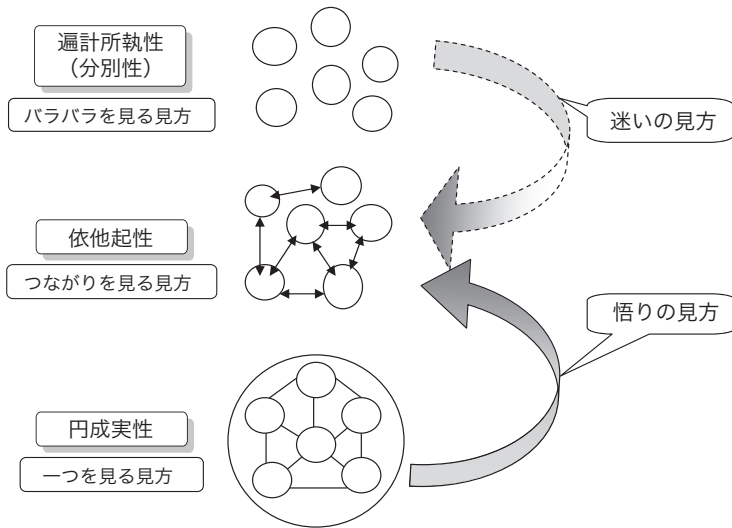 遍計所執性
（分別性）
バラバラを見る見方
迷いの見方
依他起性
つながりを見る見方
悟りの見方
円成実性
一つを見る見方